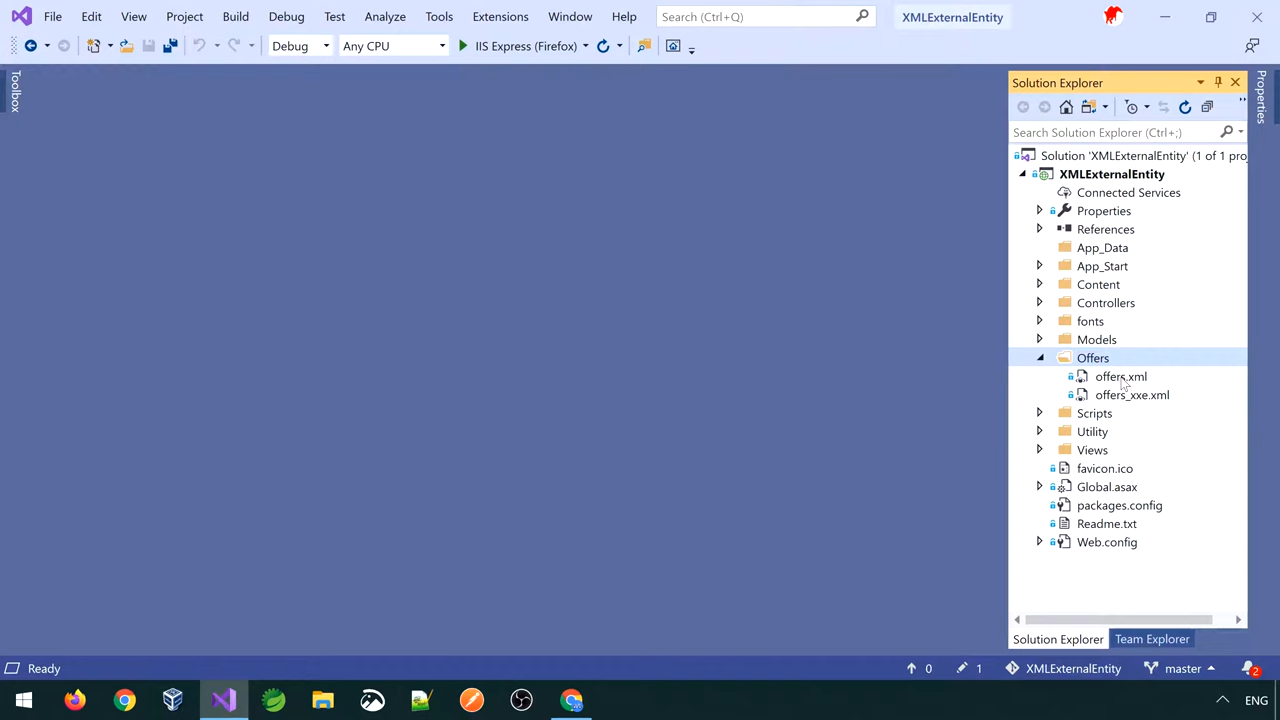 File Edit View Project Build Debug Test Analyze Tools Extensions Window Help Search (Ctrl+Q) XMLExternalEntity
Debug Any CPU IIS Express (Firefox)
Toolbox
Solution Explorer
Properties
Search Solution Explorer (Ctrl+;)
Solution 'XMLExternalEntity' (1 of 1 pro
XMLExternalEntity
Connected Services
Properties
References
App_Data
App_Start
Content
Controllers
fonts
Models
Offers
offers.xml
offers_xxe.xml
Scripts
Utility
Views
favicon.ico
Global.asax
packages.config
Readme.txt
Web.config
Solution Explorer Team Explorer
Ready 0 1 XMLExternalEntity master 2
ENG